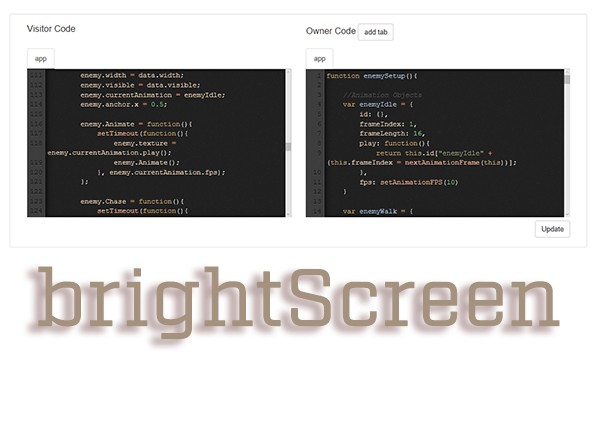 Visitor Code
app
111 enemy.width = data.width;
112 enemy.visible = data.visible;
113 enemy.currentAnimation = enemyIdle;
114 enemy.anchor.x = 0.5;
115
116 enemy.Animate = function(){
117 setTimeout(function(){
118 enemy.texture =
enemy.currentAnimation.play();
119 enemy.Animate();
120 }, enemy.currentAnimation.fps);
121 };
122
123 enemy.Chase = function(){
124 setTimeout(function(){
Owner Code add tab
app
1 function enemySetup(){
2
3 //Animation Objects
4 var enemyIdle = {
5 id: {},
6 frameIndex: 1,
7 frameLength: 16,
8 play: function(){
9 return this.id["enemyIdle" +
(this.frameIndex = nextAnimationFrame(this))];
10 },
11 fps: setAnimationFPS(10)
12 }
13
14 var enemyWalk = {
Update
brightScreen